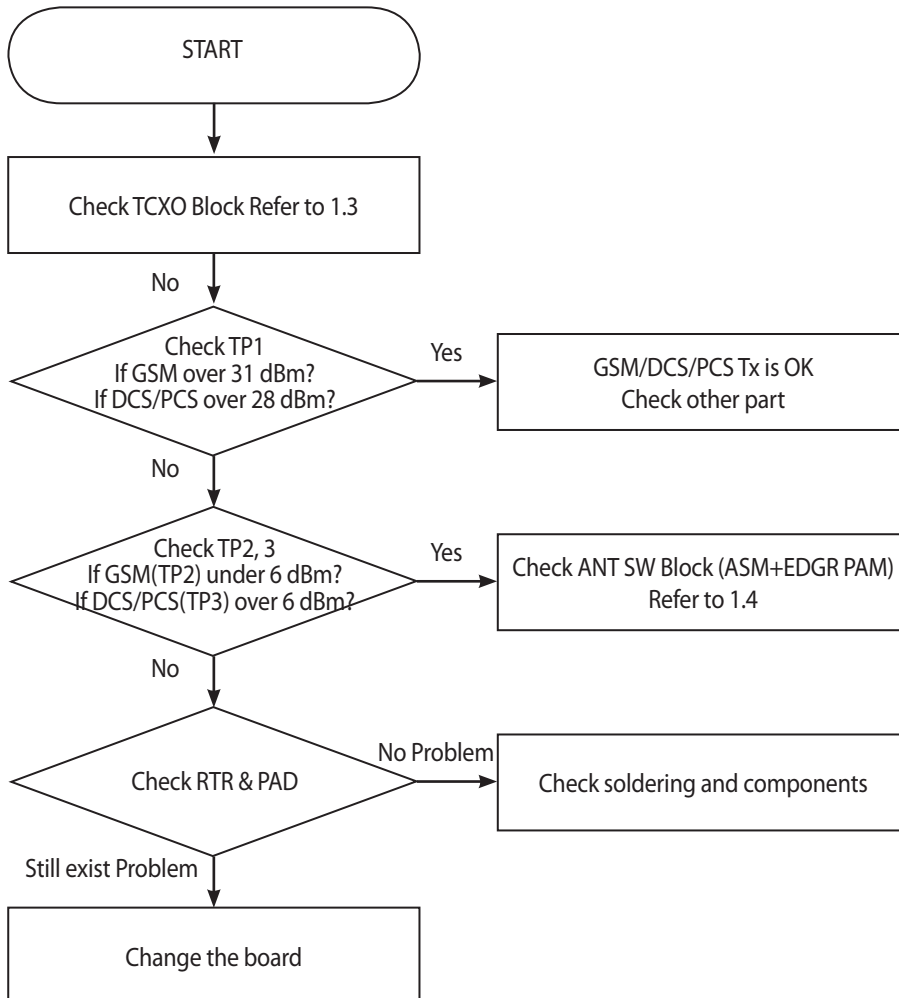 START
Check TCXO Block Refer to 1.3
No
Check TP1
If GSM over 31 dBm?
If DCS/PCS over 28 dBm?
Yes
GSM/DCS/PCS Tx is OK
Check other part
No
Check TP2, 3
If GSM(TP2) under 6 dBm?
If DCS/PCS(TP3) over 6 dBm?
Yes
Check ANT SW Block (ASM+EDGR PAM)
Refer to 1.4
No
Check RTR & PAD
No Problem
Check soldering and components
Still exist Problem
Change the board